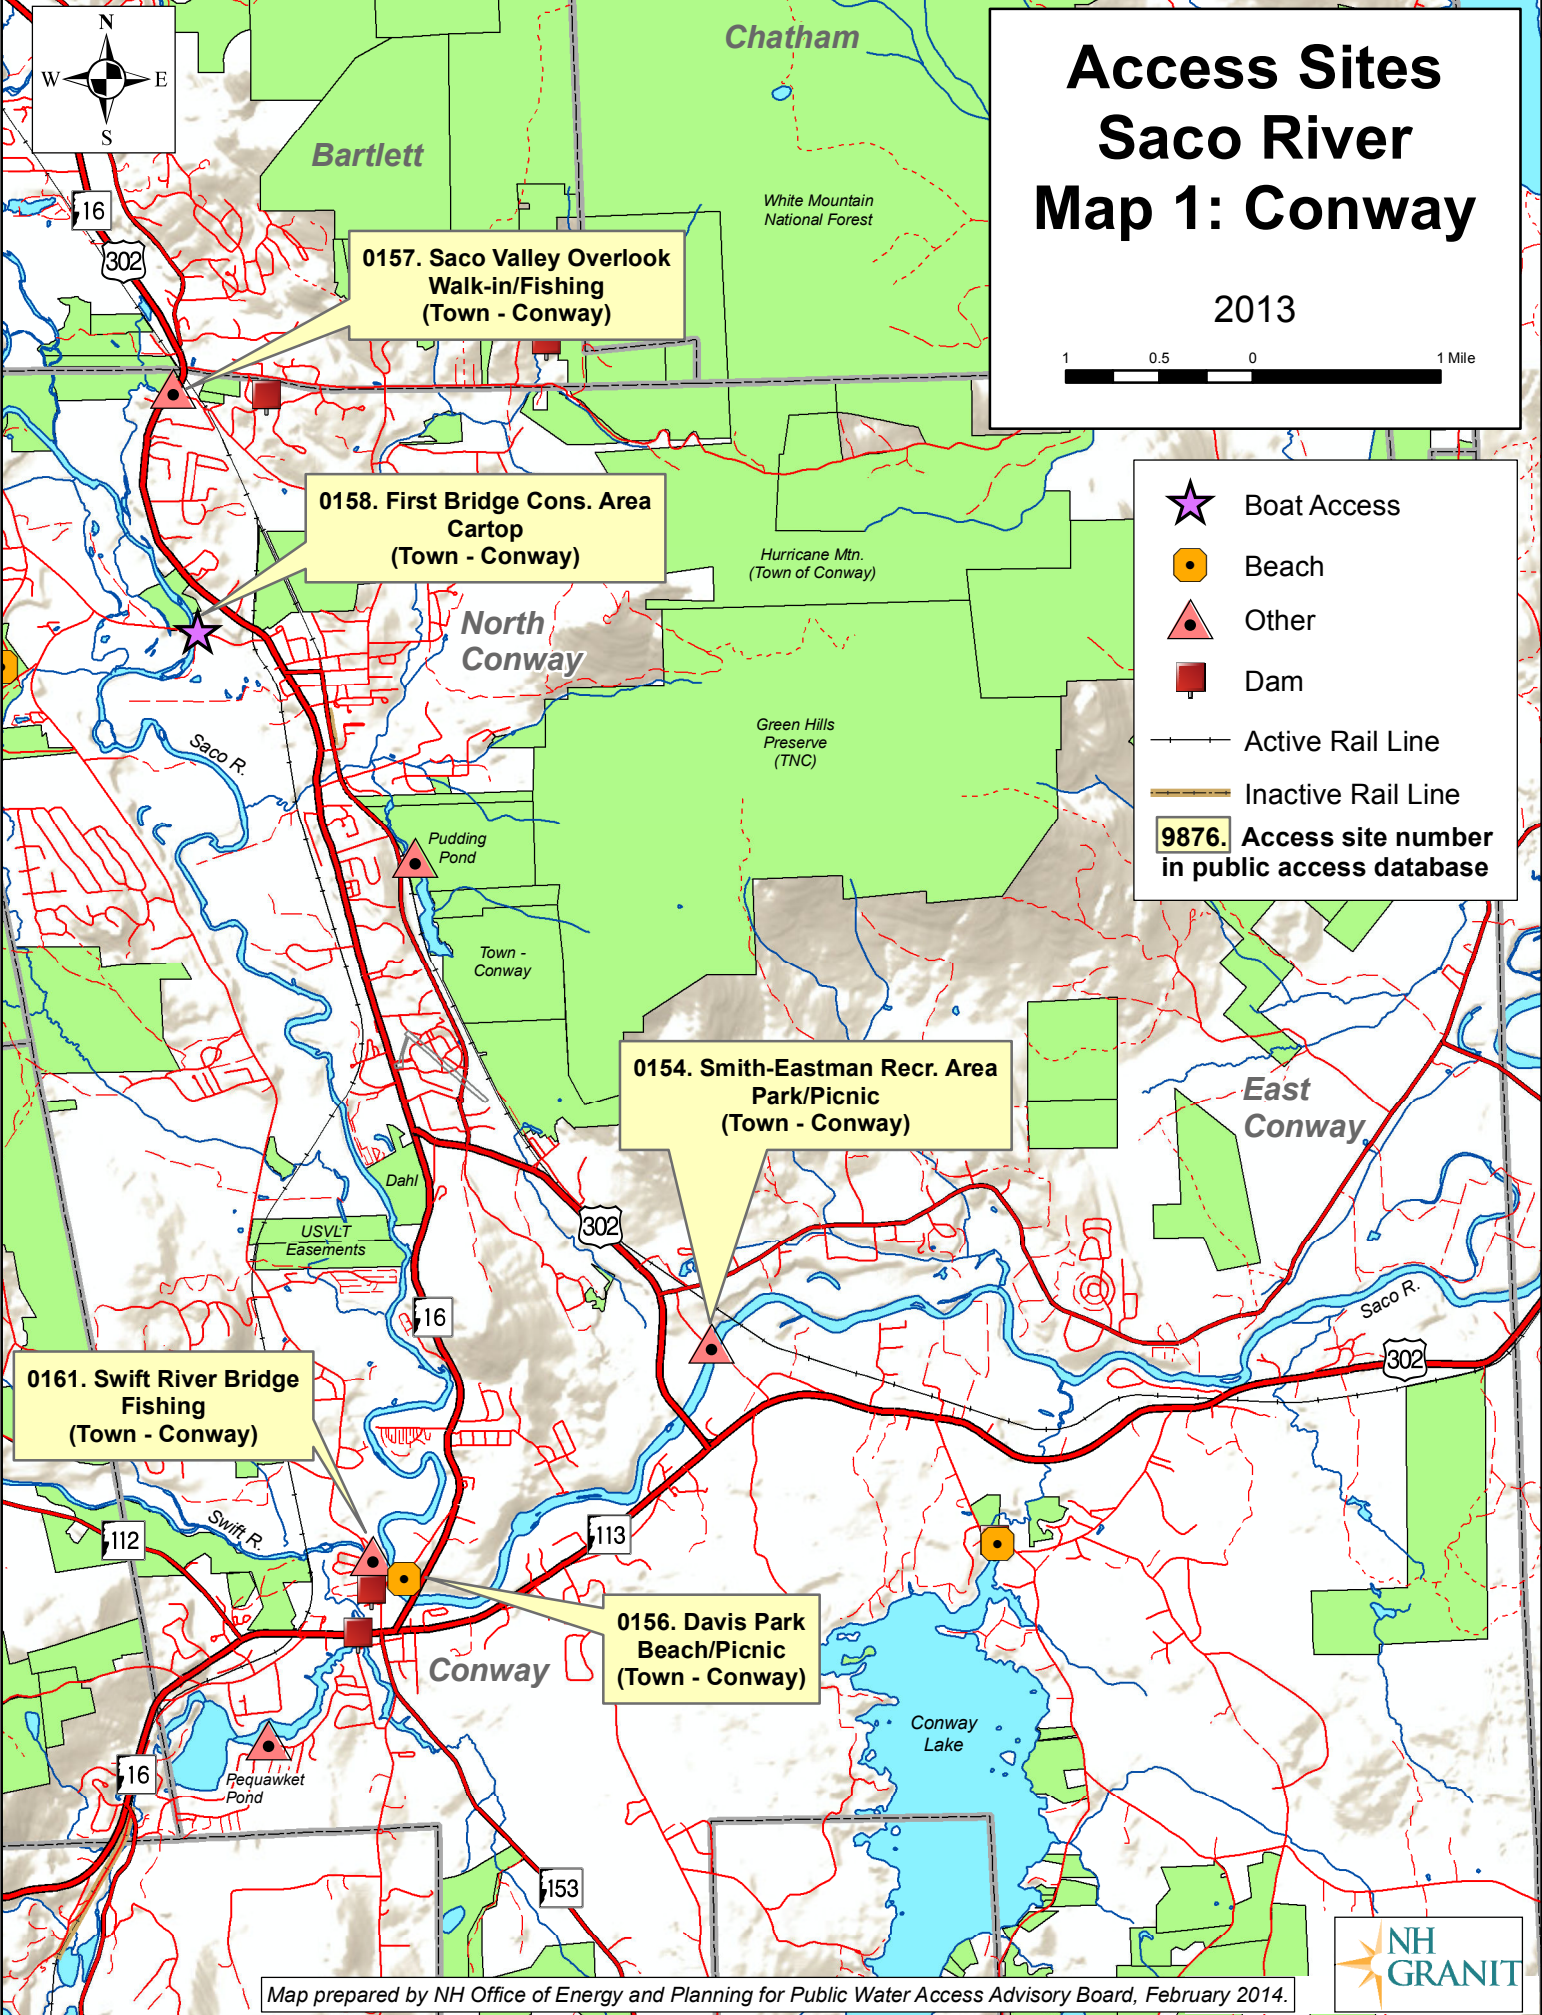 N
W E
S
Access Sites
Saco River
Map 1: Conway
2013
1 0.5 0 1 Mile
Chatham
Bartlett
White Mountain
National Forest
16
302
0157. Saco Valley Overlook
Walk-in/Fishing
(Town - Conway)
0158. First Bridge Cons. Area
Cartop
(Town - Conway)
Boat Access
Beach
Other
Dam
Active Rail Line
Inactive Rail Line
9876. Access site number
in public access database
Hurricane Mtn.
(Town of Conway)
North
Conway
Green Hills
Preserve
(TNC)
Saco R.
Pudding
Pond
Town -
Conway
0154. Smith-Eastman Recr. Area
Park/Picnic
(Town - Conway)
East
Conway
Dahl
USVLT
Easements
302
16
Saco R.
302
0161. Swift River Bridge
Fishing
(Town - Conway)
Swift R.
112
113
0156. Davis Park
Beach/Picnic
(Town - Conway)
Conway
Conway
Lake
16
Pequawket
Pond
153
NH
GRANIT
Map prepared by NH Office of Energy and Planning for Public Water Access Advisory Board, February 2014.